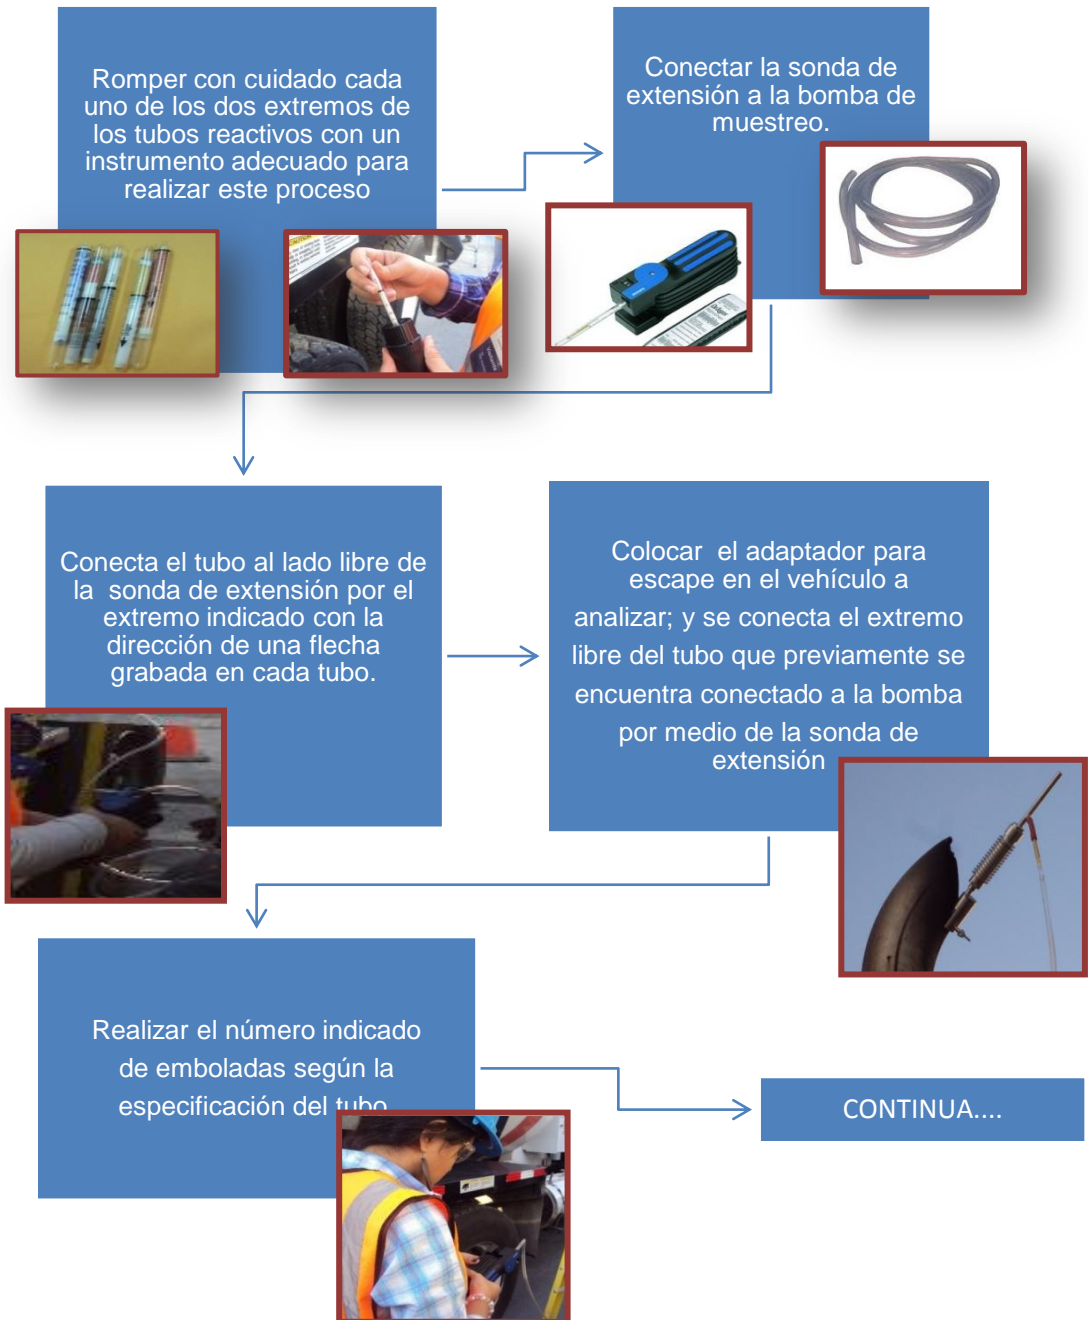 Romper con cuidado cada
uno de los dos extremos de
los tubos reactivos con un
instrumento adecuado para
realizar este proceso
Conectar la sonda de
extensión a la bomba de
muestreo.
Conecta el tubo al lado libre de
la sonda de extensión por el
extremo indicado con la
dirección de una flecha
grabada en cada tubo.
Colocar el adaptador para
escape en el vehículo a
analizar; y se conecta el extremo
libre del tubo que previamente se
encuentra conectado a la bomba
por medio de la sonda de
extensión
Realizar el número indicado
de emboladas según la
especificación del tubo
CONTINUA....